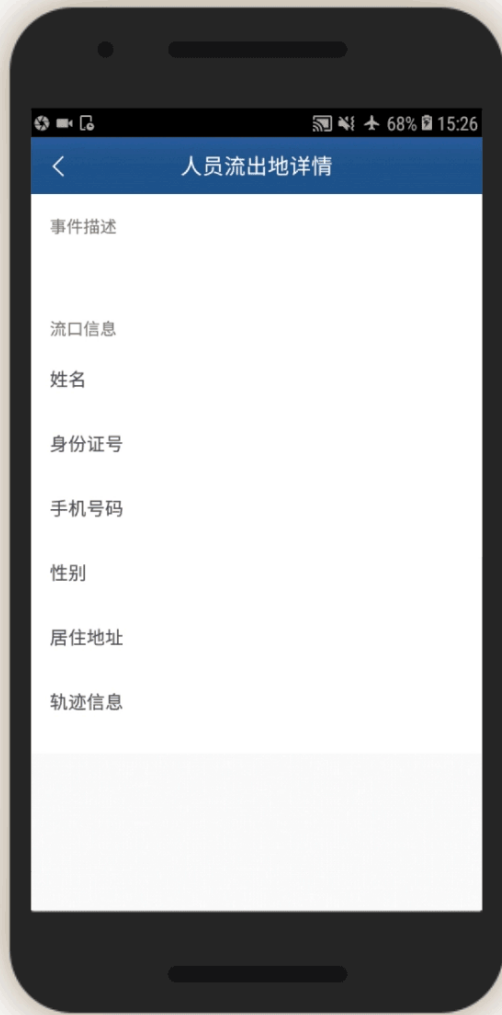 68% 15:26
人员流出地详情
事件描述
流口信息
姓名
身份证号
手机号码
性别
居住地址
轨迹信息